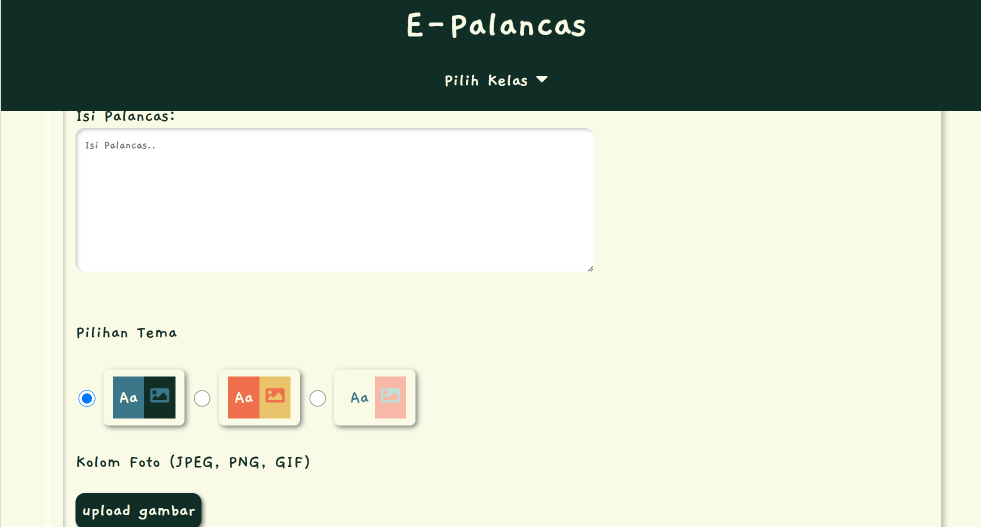 E-Palancas
Pilih Kelas
Isi Palancas:
Isi Palancas..
Pilihan Tema
Aa Aa Aa
Kolom Foto (JPEG, PNG, GIF)
upload gambar